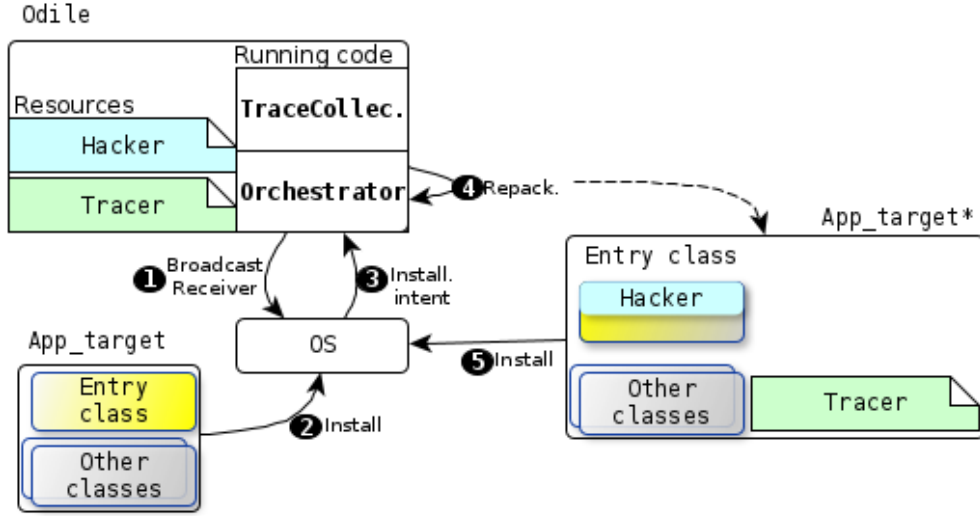 Odile
Running code
TraceCollec.
Resources
Hacker
Orchestrator
Tracer
4 Repack.
App_target*
1 Broadcast
Receiver
3 Install.
intent
Entry class
Hacker
App_target
OS
5 Install
Entry
class
2 Install
Other
classes
Tracer
Other
classes